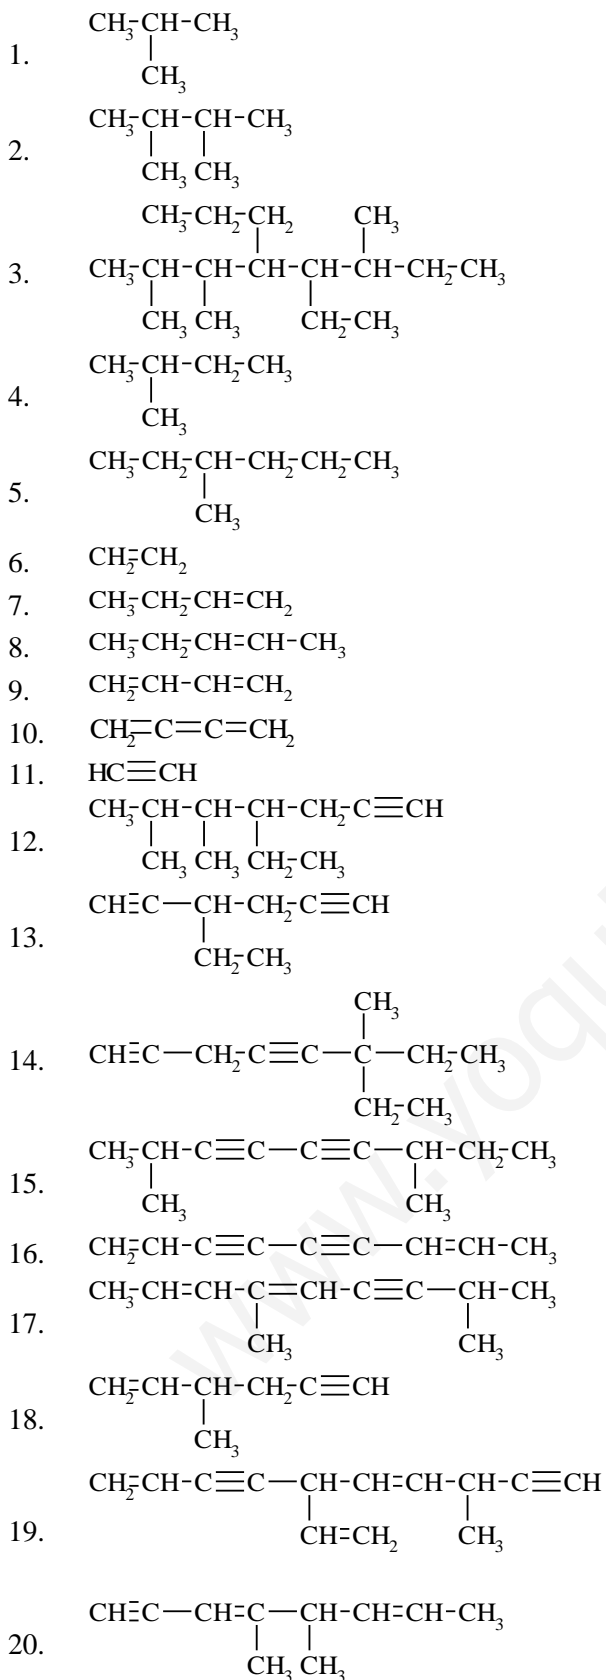 CH₃-CH-CH₃
1.
CH₃
CH₃-CH-CH-CH₃
2.
CH₃ CH₃
CH₃-CH₂-CH₂ CH₃
3. CH₃-CH-CH-CH-CH-CH-CH₂-CH₃
CH₃ CH₃ CH₂-CH₃
CH₃-CH-CH₂-CH₃
4.
CH₃
CH₃-CH₂-CH-CH₂-CH₂-CH₃
5.
CH₃
6. CH₂=CH₂
7. CH₃-CH₂-CH=CH₂
8. CH₃-CH₂-CH=CH-CH₃
9. CH₂=CH-CH=CH₂
10. CH₂=C=C=CH₂
11. HC≡CH
CH₃-CH-CH-CH-CH₂-C≡CH
12.
CH₃ CH₃ CH₂-CH₃
CH≡C-CH-CH₂-C≡CH
13.
CH₂-CH₃
CH₃
14. CH≡C-CH₂-C≡C-C-CH₂-CH₃
CH₂-CH₃
CH₃-CH-C≡C-C≡C-CH-CH₂-CH₃
15.
CH₃ CH₃
16. CH₂=CH-C≡C-C≡C-CH=CH-CH₃
CH₃-CH=CH-C=CH-C≡C-CH-CH₃
17.
CH₃ CH₃
CH₂=CH-CH-CH₂-C≡CH
18.
CH₃
CH₂=CH-C≡C-CH-CH=CH-CH-C≡CH
19.
CH=CH₂ CH₃
CH≡C-CH=C-CH-CH=CH-CH₃
20.
CH₃ CH₃